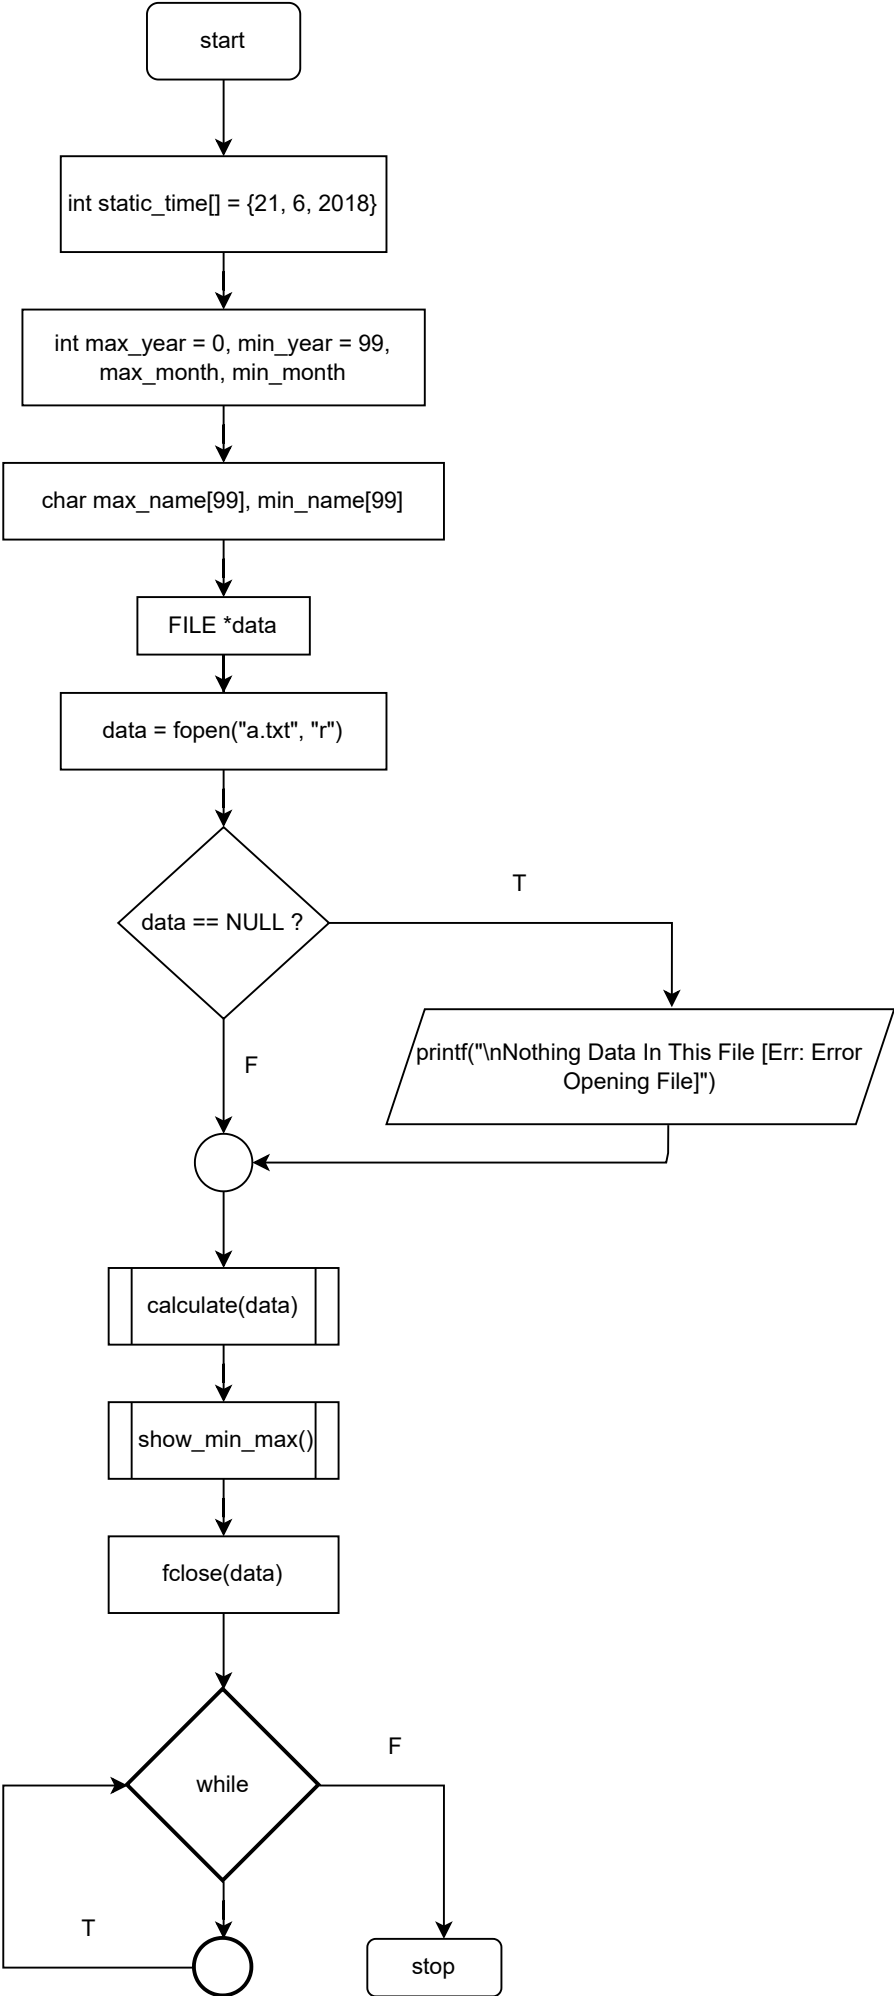 start
int static_time[] = {21, 6, 2018}
int max_year = 0, min_year = 99,
max_month, min_month
char max_name[99], min_name[99]
FILE *data
data = fopen("a.txt", "r")
data == NULL ?
T
F
printf("\nNothing Data In This File [Err: Error
Opening File]")
calculate(data)
show_min_max()
fclose(data)
while
F
T
stop